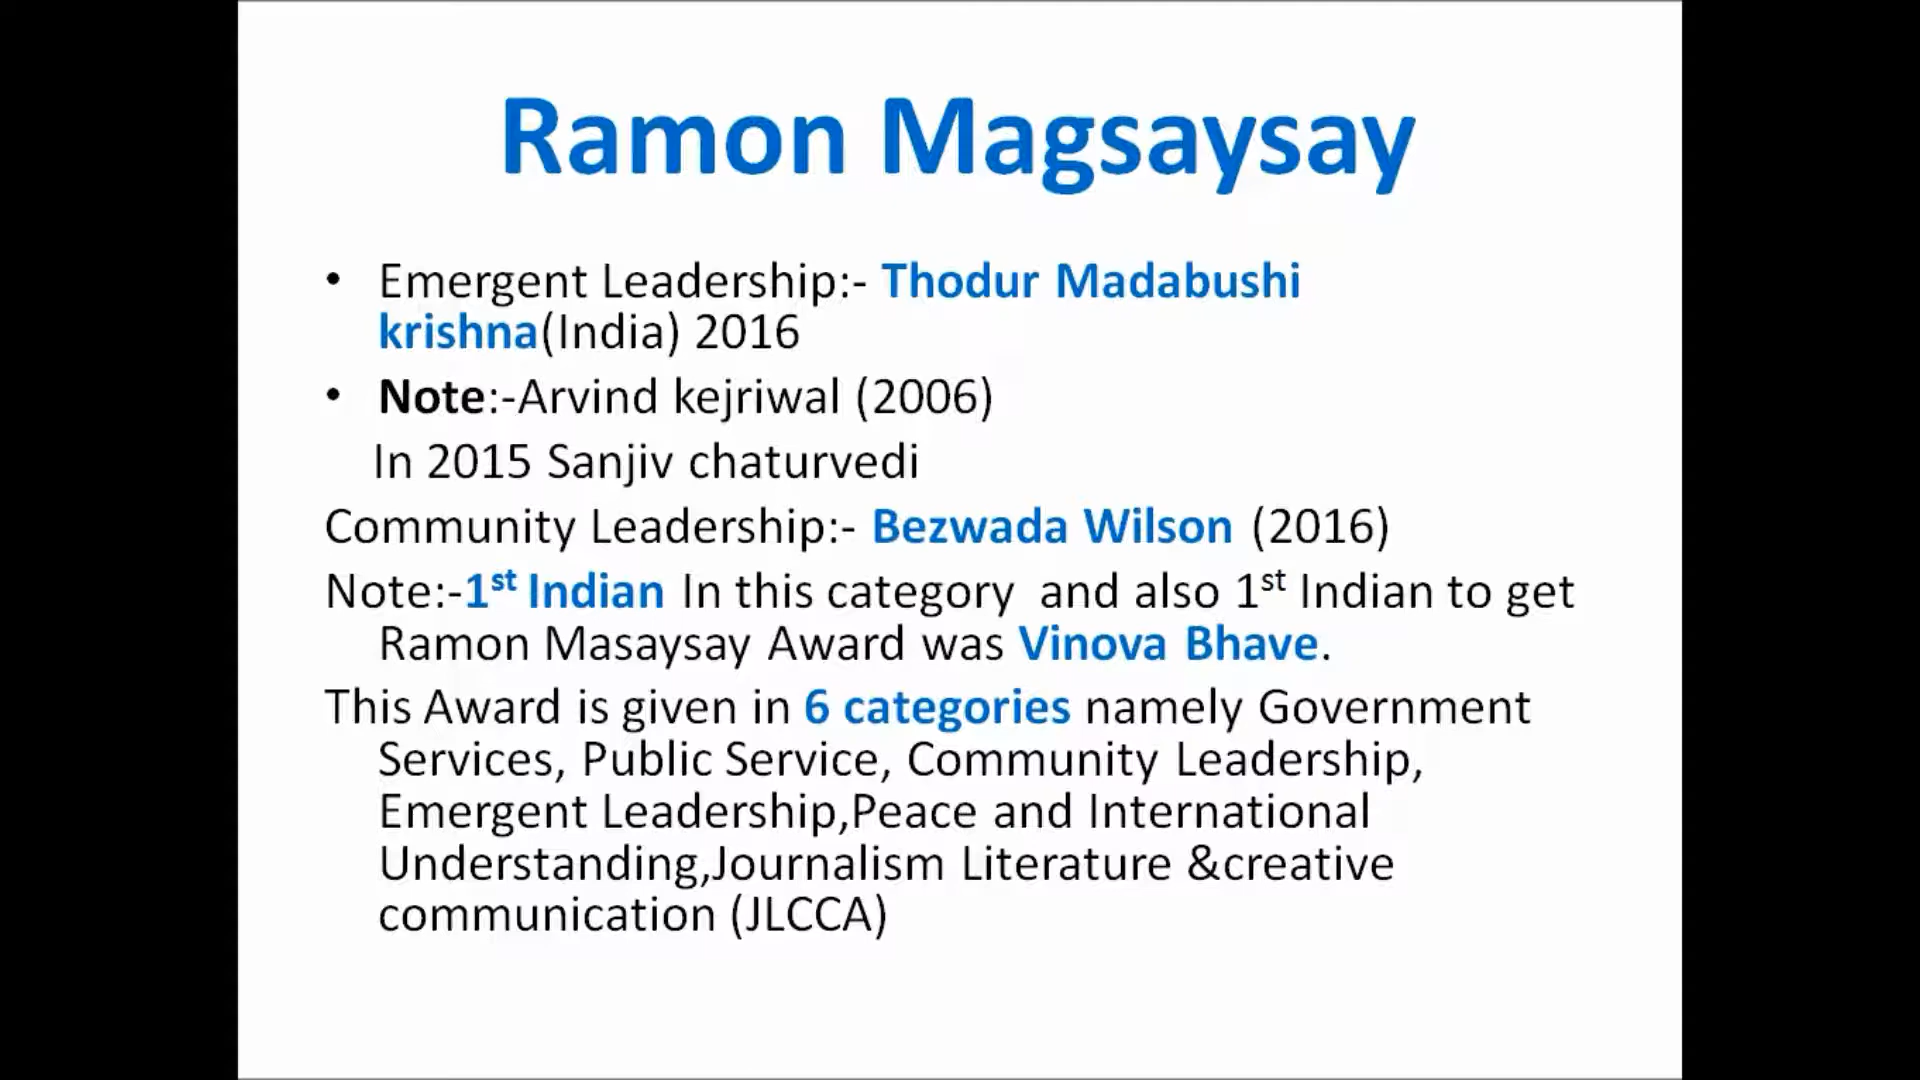 Ramon Magsaysay
• Emergent Leadership:- Thodur Madabushi
krishna(India) 2016
• Note:-Arvind kejriwal (2006)
In 2015 Sanjiv chaturvedi
Community Leadership:- Bezwada Wilson (2016)
Note:-1st Indian In this category and also 1st Indian to get
Ramon Masaysay Award was Vinova Bhave.
This Award is given in 6 categories namely Government
Services, Public Service, Community Leadership,
Emergent Leadership,Peace and International
Understanding,Journalism Literature &creative
communication (JLCCA)